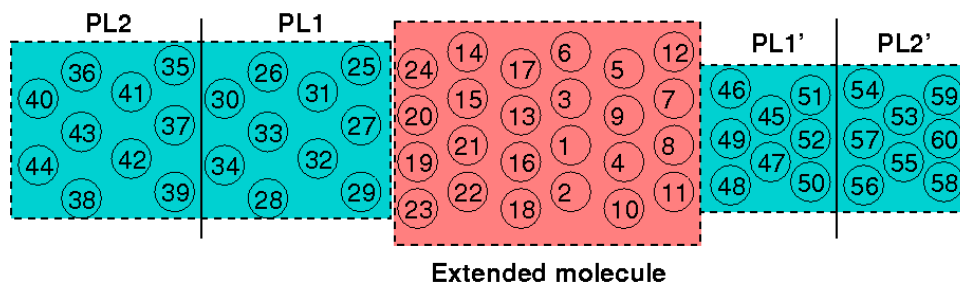 PL2 PL1 PL1’ PL2’
36 35 26 25 14 6 12
40 41 30 31 24 17 5 46 51 54 59
43 37 33 27 20 15 13 3 9 7 45 53
44 42 34 32 19 21 16 1 4 8 49 47 52 57 55 60
38 39 28 29 23 22 18 2 10 11 48 50 56 58
Extended molecule